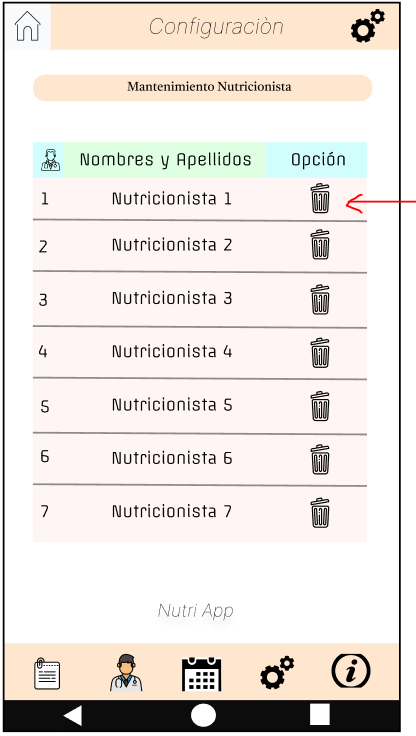 Configuraciòn
Mantenimiento Nutricionista
Nombres y Apellidos Opción
1 Nutricionista 1
2 Nutricionista 2
3 Nutricionista 3
4 Nutricionista 4
5 Nutricionista 5
6 Nutricionista 6
7 Nutricionista 7
Nutri App